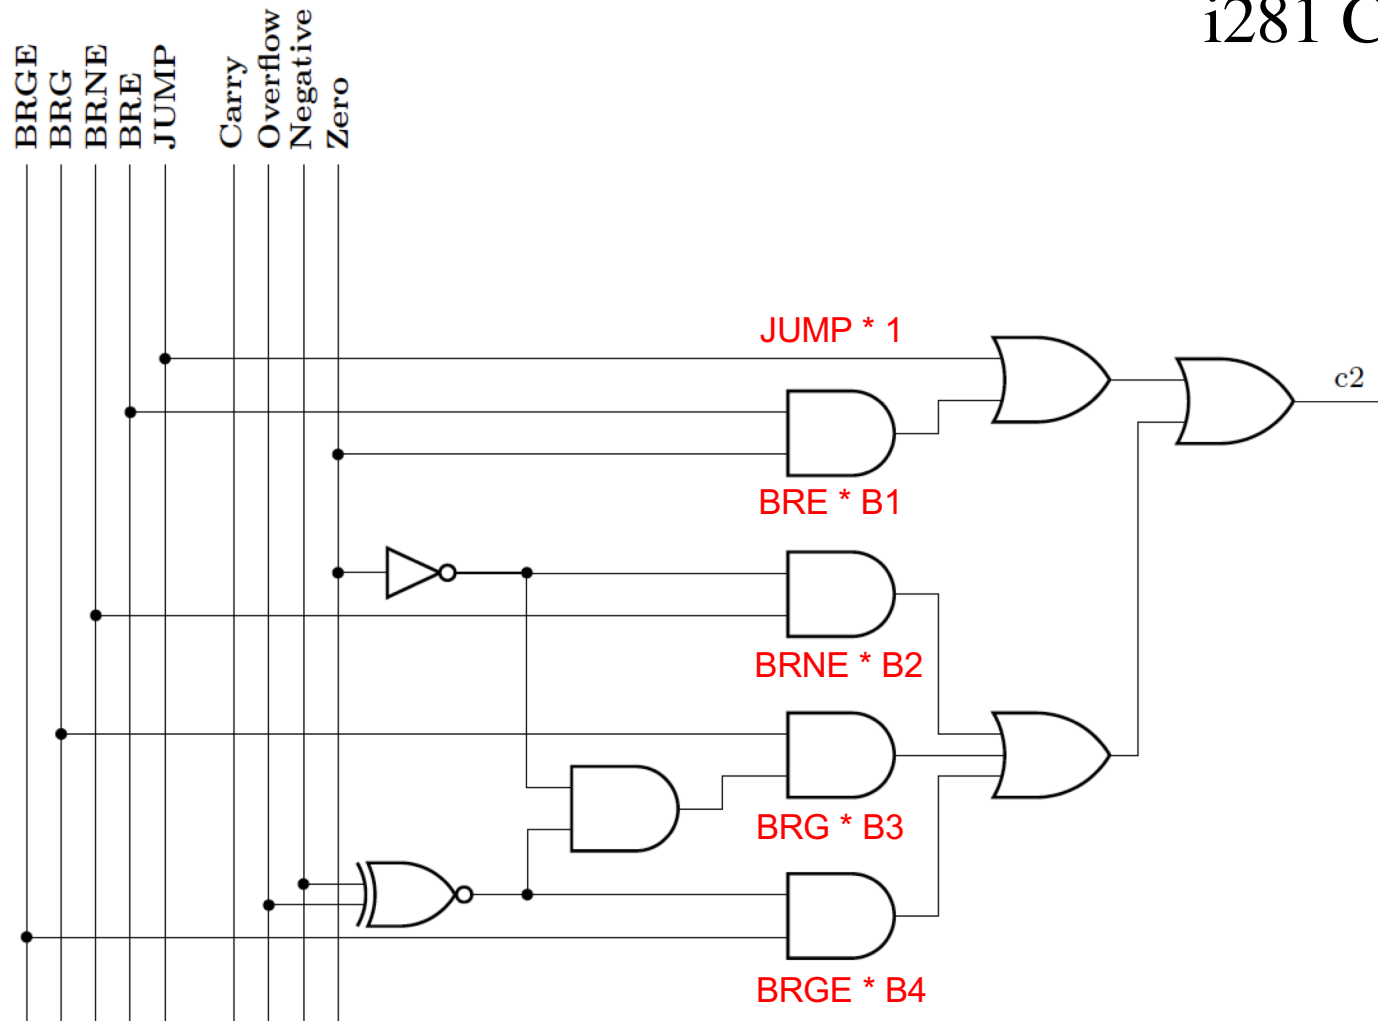 i281 C
BRGE
BRG
BRNE
BRE
JUMP
Carry
Overflow
Negative
Zero
JUMP * 1
c2
BRE * B1
BRNE * B2
BRG * B3
BRGE * B4